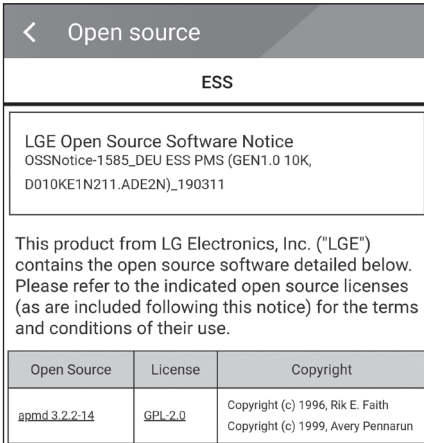 Open source
ESS
LGE Open Source Software Notice
OSSNotice-1585_DEU ESS PMS (GEN1.0 10K,
D010KE1N211.ADE2N)_190311
This product from LG Electronics, Inc. ("LGE")
contains the open source software detailed below.
Please refer to the indicated open source licenses
(as are included following this notice) for the terms
and conditions of their use.
Open Source License Copyright
apmd 3.2.2-14 GPL-2.0 Copyright (c) 1996, Rik E. Faith
Copyright (c) 1999, Avery Pennarun